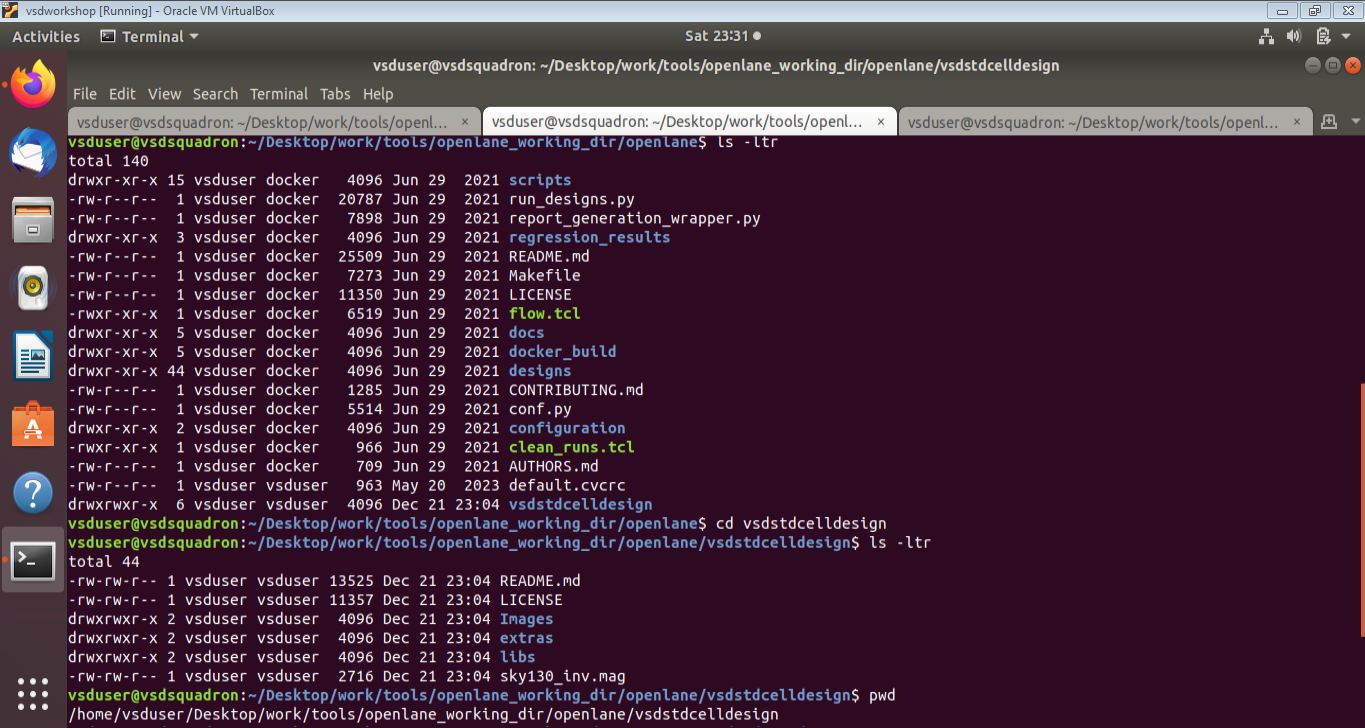 vsdworkshop [Running] - Oracle VM VirtualBox
Activities Terminal Sat 23:31
vsduser@vsdsquadron: ~/Desktop/work/tools/openlane_working_dir/openlane/vsdstdcelldesign
File Edit View Search Terminal Tabs Help
vsduser@vsdsquadron: ~/Desktop/work/tools/openl... × vsduser@vsdsquadron: ~/Desktop/work/tools/openl... × vsduser@vsdsquadron: ~/Desktop/work/tools/openl... ×
vsduser@vsdsquadron:~/Desktop/work/tools/openlane_working_dir/openlane$ ls -ltr
total 140
drwxr-xr-x 15 vsduser docker 4096 Jun 29 2021 scripts
-rw-r--r-- 1 vsduser docker 20787 Jun 29 2021 run_designs.py
-rw-r--r-- 1 vsduser docker 7898 Jun 29 2021 report_generation_wrapper.py
drwxr-xr-x 3 vsduser docker 4096 Jun 29 2021 regression_results
-rw-r--r-- 1 vsduser docker 25509 Jun 29 2021 README.md
-rw-r--r-- 1 vsduser docker 7273 Jun 29 2021 Makefile
-rw-r--r-- 1 vsduser docker 11350 Jun 29 2021 LICENSE
-rwxr-xr-x 1 vsduser docker 6519 Jun 29 2021 flow.tcl
drwxr-xr-x 5 vsduser docker 4096 Jun 29 2021 docs
drwxr-xr-x 5 vsduser docker 4096 Jun 29 2021 docker_build
drwxr-xr-x 44 vsduser docker 4096 Jun 29 2021 designs
-rw-r--r-- 1 vsduser docker 1285 Jun 29 2021 CONTRIBUTING.md
-rw-r--r-- 1 vsduser docker 5514 Jun 29 2021 conf.py
drwxr-xr-x 2 vsduser docker 4096 Jun 29 2021 configuration
-rwxr-xr-x 1 vsduser docker 966 Jun 29 2021 clean_runs.tcl
-rw-r--r-- 1 vsduser docker 709 Jun 29 2021 AUTHORS.md
-rw-r--r-- 1 vsduser vsduser 963 May 20 2023 default.cvcrc
drwxrwxr-x 6 vsduser vsduser 4096 Dec 21 23:04 vsdstdcelldesign
vsduser@vsdsquadron:~/Desktop/work/tools/openlane_working_dir/openlane$ cd vsdstdcelldesign
vsduser@vsdsquadron:~/Desktop/work/tools/openlane_working_dir/openlane/vsdstdcelldesign$ ls -ltr
total 44
-rw-rw-r-- 1 vsduser vsduser 13525 Dec 21 23:04 README.md
-rw-rw-r-- 1 vsduser vsduser 11357 Dec 21 23:04 LICENSE
drwxrwxr-x 2 vsduser vsduser 4096 Dec 21 23:04 Images
drwxrwxr-x 2 vsduser vsduser 4096 Dec 21 23:04 extras
drwxrwxr-x 2 vsduser vsduser 4096 Dec 21 23:04 libs
-rw-rw-r-- 1 vsduser vsduser 2716 Dec 21 23:04 sky130_inv.mag
vsduser@vsdsquadron:~/Desktop/work/tools/openlane_working_dir/openlane/vsdstdcelldesign$ pwd
/home/vsduser/Desktop/work/tools/openlane_working_dir/openlane/vsdstdcelldesign